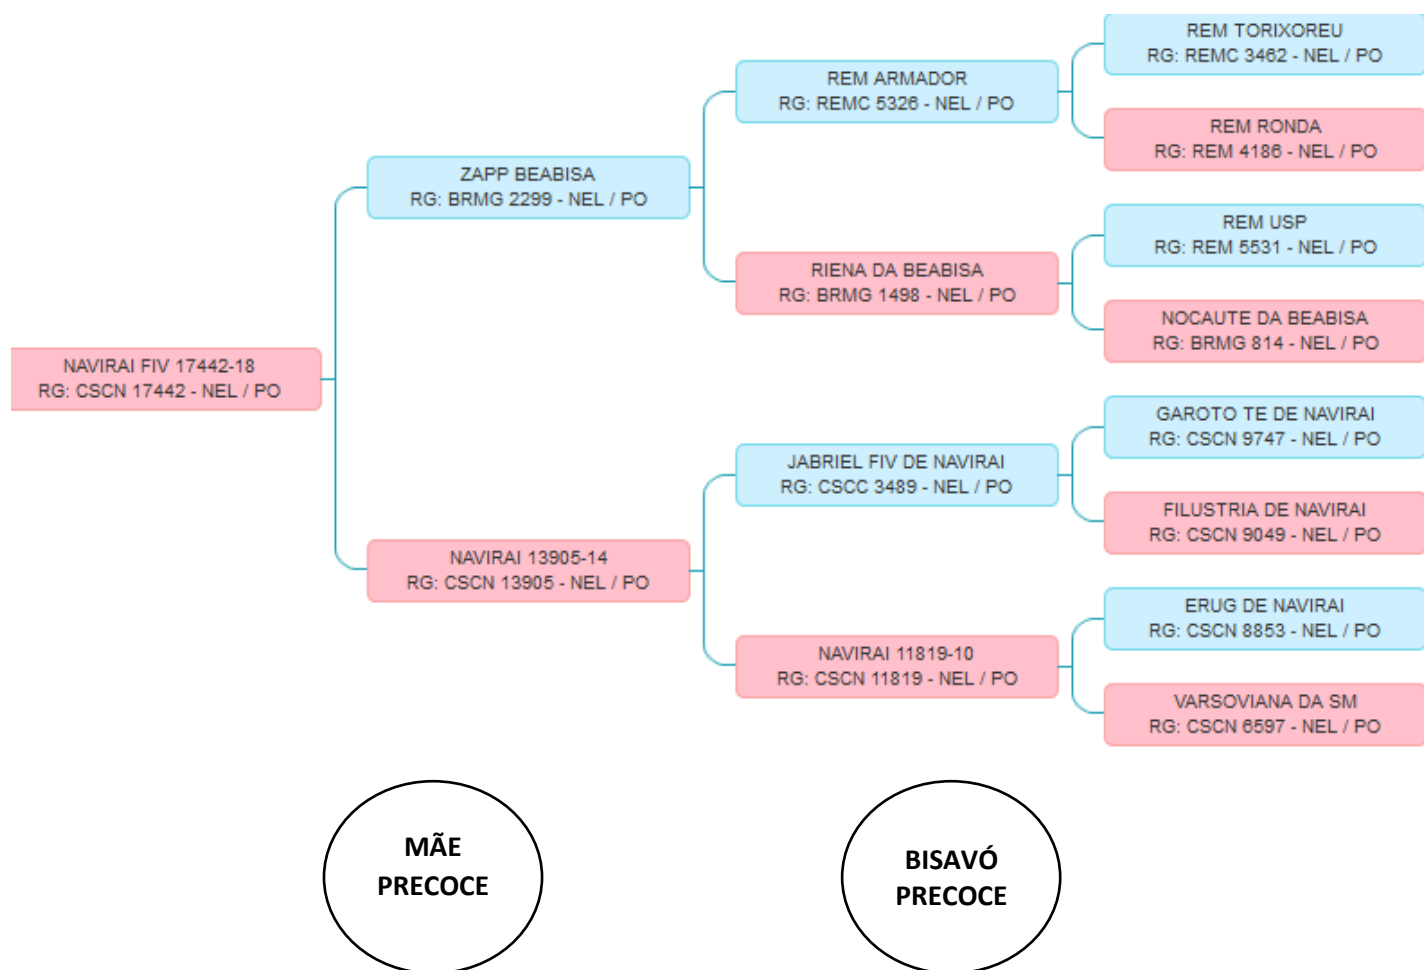 REM TORIXOREU
RG: REMC 3462 - NEL / PO
REM ARMADOR
RG: REMC 5326 - NEL / PO
REM RONDA
RG: REM 4186 - NEL / PO
ZAPP BEABISA
RG: BRMG 2299 - NEL / PO
REM USP
RG: REM 5531 - NEL / PO
RIENA DA BEABISA
RG: BRMG 1498 - NEL / PO
NOCAUTE DA BEABISA
RG: BRMG 814 - NEL / PO
NAVIRAI FIV 17442-18
RG: CSCN 17442 - NEL / PO
GAROTO TE DE NAVIRAI
RG: CSCN 9747 - NEL / PO
JABRIEL FIV DE NAVIRAI
RG: CSCC 3489 - NEL / PO
FILUSTRIA DE NAVIRAI
RG: CSCN 9049 - NEL / PO
NAVIRAI 13905-14
RG: CSCN 13905 - NEL / PO
ERUG DE NAVIRAI
RG: CSCN 8853 - NEL / PO
NAVIRAI 11819-10
RG: CSCN 11819 - NEL / PO
VARSOVIANA DA SM
RG: CSCN 6597 - NEL / PO
MÃE
PRECOCE
BISAVÓ
PRECOCE